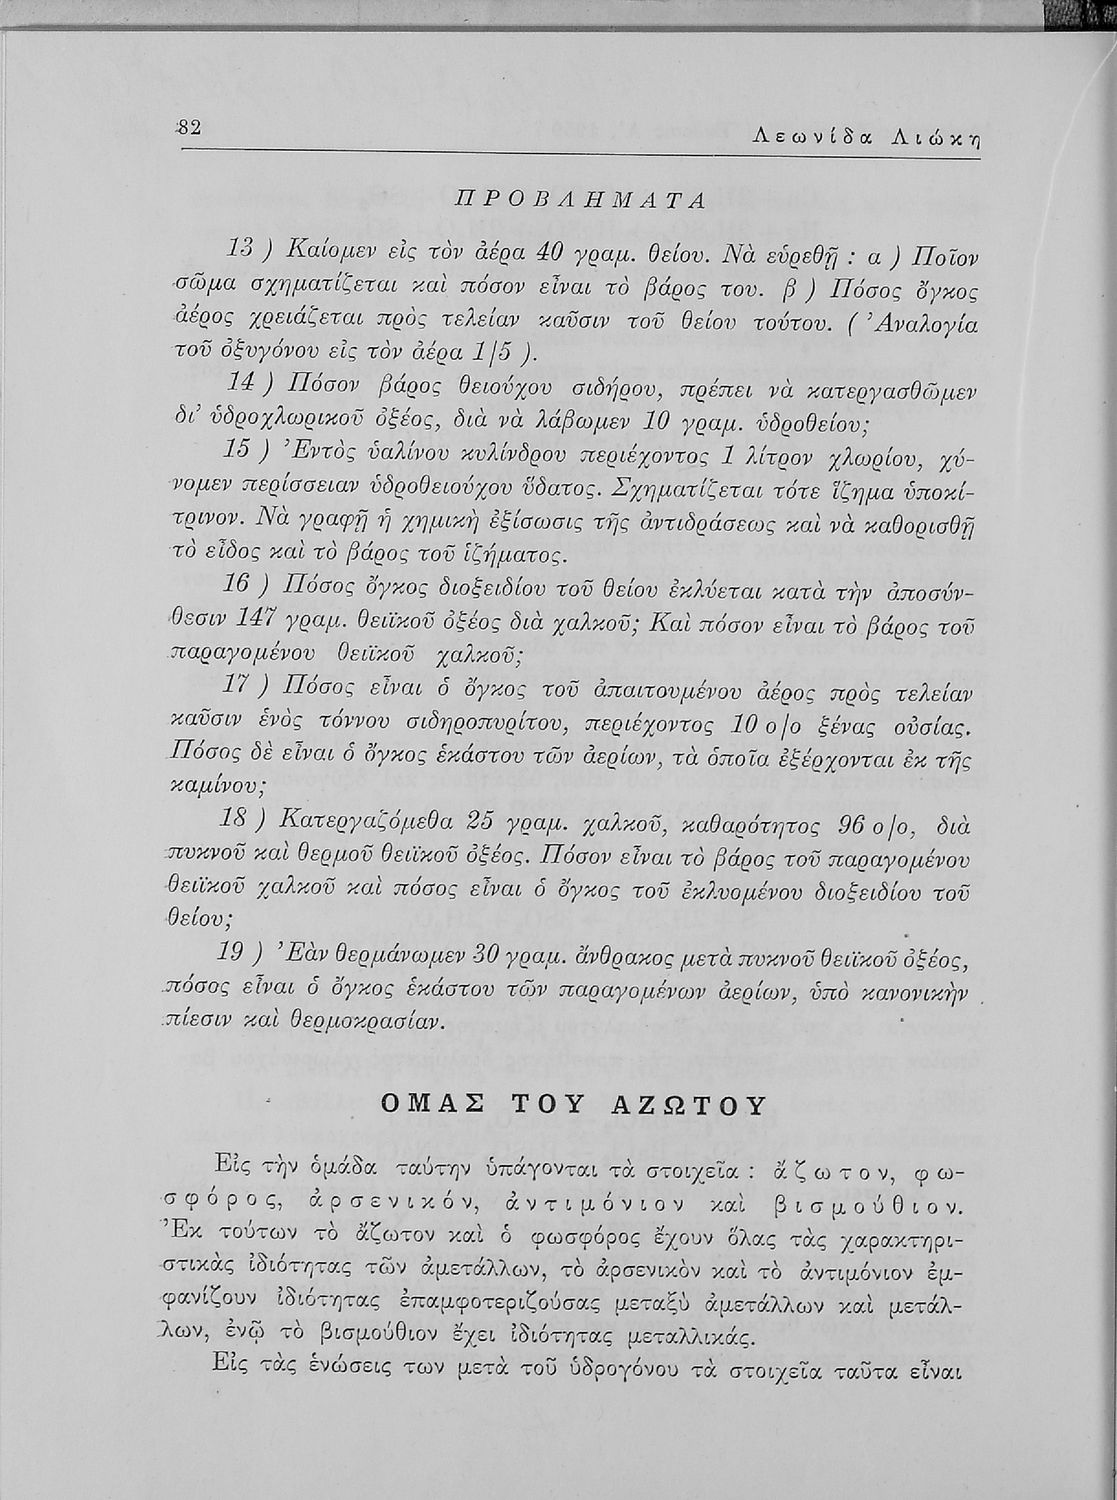 82
Λεωνίδα Λιώκη
ΠΡΟΒΛΗΜΑΤΑ
13 ) Καίομεν εἰς τὸν ἀέρα 40 γραμ. θείου. Νὰ εὑρεθῇ : α ) Ποῖον
σῶμα σχηματίζεται καὶ πόσον εἶναι τὸ βάρος του. β ) Πόσος ὄγκος
ἀέρος χρειάζεται πρὸς τελείαν καῦσιν τοῦ θείου τούτου. ( Ἀναλογία
τοῦ ὀξυγόνου εἰς τὸν ἀέρα 1/5 ).
14 ) Πόσον βάρος θειούχου σιδήρου, πρέπει νὰ κατεργασθῶμεν
δι' ὑδροχλωρικοῦ ὀξέος, διὰ νὰ λάβωμεν 10 γραμ. ὑδροθείου;
15 ) Ἐντὸς ὑαλίνου κυλίνδρου περιέχοντος 1 λίτρον χλωρίου, χύ-
νομεν περίσσειαν ὑδροθειούχου ὕδατος. Σχηματίζεται τότε ἵζημα ὑποκί-
τρινον. Νὰ γραφῇ ἡ χημικὴ ἐξίσωσις τῆς ἀντιδράσεως καὶ νὰ καθορισθῇ
τὸ εἶδος καὶ τὸ βάρος τοῦ ἱζήματος.
16 ) Πόσος ὄγκος διοξειδίου τοῦ θείου ἐκλύεται κατὰ τὴν ἀποσύν-
θεσιν 147 γραμ. θειϊκοῦ ὀξέος διὰ χαλκοῦ; Καὶ πόσον εἶναι τὸ βάρος τοῦ
παραγομένου θειϊκοῦ χαλκοῦ;
17 ) Πόσος εἶναι ὁ ὄγκος τοῦ ἀπαιτουμένου ἀέρος πρὸς τελείαν
καῦσιν ἑνὸς τόννου σιδηροπυρίτου, περιέχοντος 10 ο/ο ξένας οὐσίας.
Πόσος δὲ εἶναι ὁ ὄγκος ἑκάστου τῶν ἀερίων, τὰ ὁποῖα ἐξέρχονται ἐκ τῆς
καμίνου;
18 ) Κατεργαζόμεθα 25 γραμ. χαλκοῦ, καθαρότητος 96 ο/ο, διὰ
πυκνοῦ καὶ θερμοῦ θειϊκοῦ ὀξέος. Πόσον εἶναι τὸ βάρος τοῦ παραγομένου
θειϊκοῦ χαλκοῦ καὶ πόσος εἶναι ὁ ὄγκος τοῦ ἐκλυομένου διοξειδίου τοῦ
θείου;
19 ) Ἐὰν θερμάνωμεν 30 γραμ. ἄνθρακος μετὰ πυκνοῦ θειϊκοῦ ὀξέος,
πόσος εἶναι ὁ ὄγκος ἑκάστου τῶν παραγομένων ἀερίων, ὑπὸ κανονικὴν
πίεσιν καὶ θερμοκρασίαν.
ΟΜΑΣ ΤΟΥ ΑΖΩΤΟΥ
Εἰς τὴν ὁμάδα ταύτην ὑπάγονται τὰ στοιχεῖα : ἄζωτον, φω-
σφόρος, ἀρσενικόν, ἀντιμόνιον καὶ βισμούθιον.
Ἐκ τούτων τὸ ἄζωτον καὶ ὁ φωσφόρος ἔχουν ὅλας τὰς χαρακτηρι-
στικὰς ἰδιότητας τῶν ἀμετάλλων, τὸ ἀρσενικὸν καὶ τὸ ἀντιμόνιον ἐμ-
φανίζουν ἰδιότητας ἐπαμφοτεριζούσας μεταξὺ ἀμετάλλων καὶ μετάλ-
λων, ἐνῷ τὸ βισμούθιον ἔχει ἰδιότητας μεταλλικάς.
Εἰς τὰς ἑνώσεις των μετὰ τοῦ ὑδρογόνου τὰ στοιχεῖα ταῦτα εἶναι